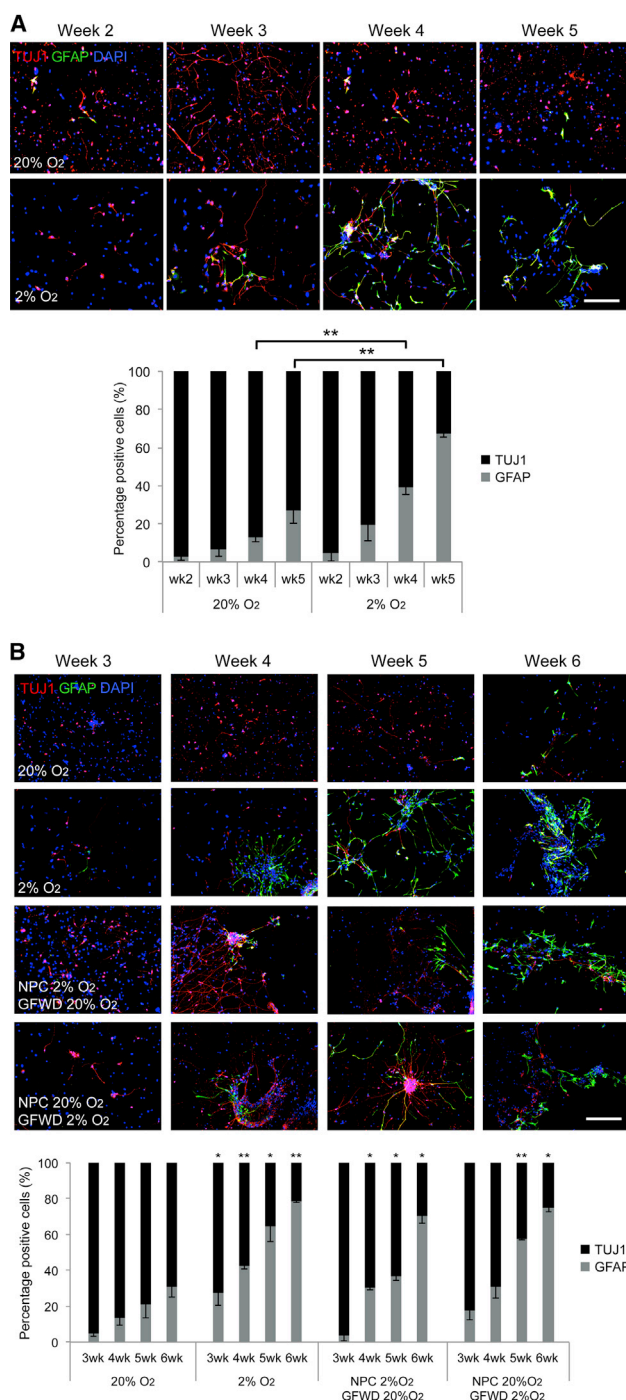 A
Week 2 Week 3 Week 4 Week 5
TUJ1 GFAP DAPI
20% O2
2% O2
** 
**
Percentage positive cells (%)
100
80
60
40
20
0
TUJ1
GFAP
wk2 wk3 wk4 wk5 wk2 wk3 wk4 wk5
20% O2 2% O2
B
Week 3 Week 4 Week 5 Week 6
TUJ1 GFAP DAPI
20% O2
2% O2
NPC 2% O2
GFWD 20% O2
NPC 20% O2
GFWD 2% O2
* ** * ** * * * ** *
Percentage positive cells (%)
100
80
60
40
20
0
TUJ1
GFAP
3wk 4wk 5wk 6wk 3wk 4wk 5wk 6wk 3wk 4wk 5wk 6wk 3wk 4wk 5wk 6wk
20% O2 2% O2 NPC 2%O2 NPC 20%O2
GFWD 20%O2 GFWD 2%O2